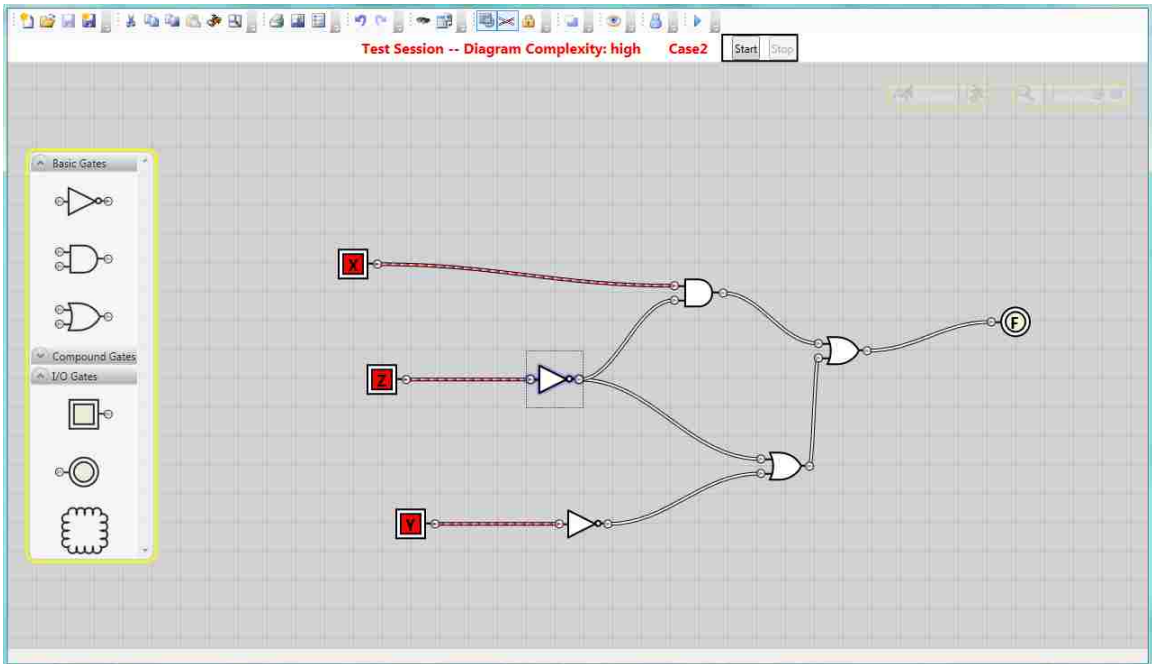 Test Session -- Diagram Complexity: high Case2 Start Stop
Basic Gates
Compound Gates
I/O Gates
X
Z
Y
F